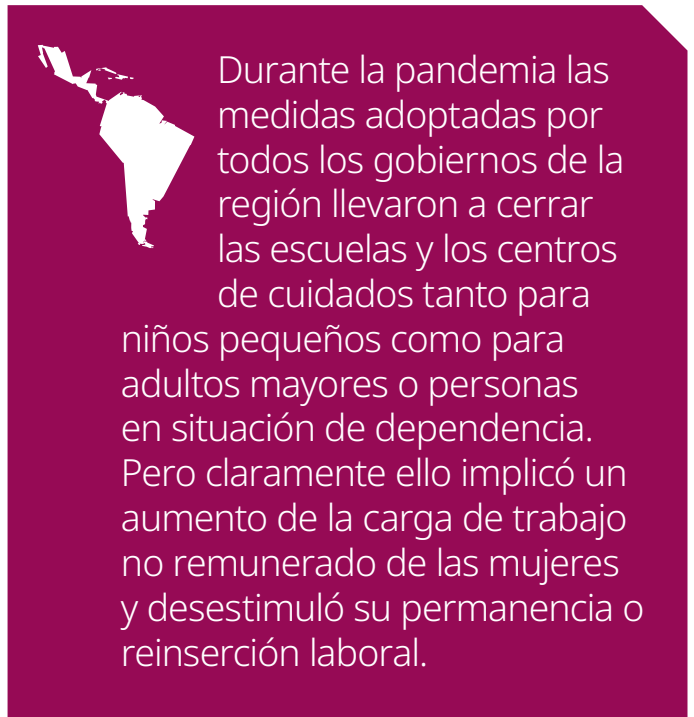 Durante la pandemia las
medidas adoptadas por
todos los gobiernos de la
región llevaron a cerrar
las escuelas y los centros
de cuidados tanto para
niños pequeños como para
adultos mayores o personas
en situación de dependencia.
Pero claramente ello implicó un
aumento de la carga de trabajo
no remunerado de las mujeres
y desestimuló su permanencia o
reinserción laboral.